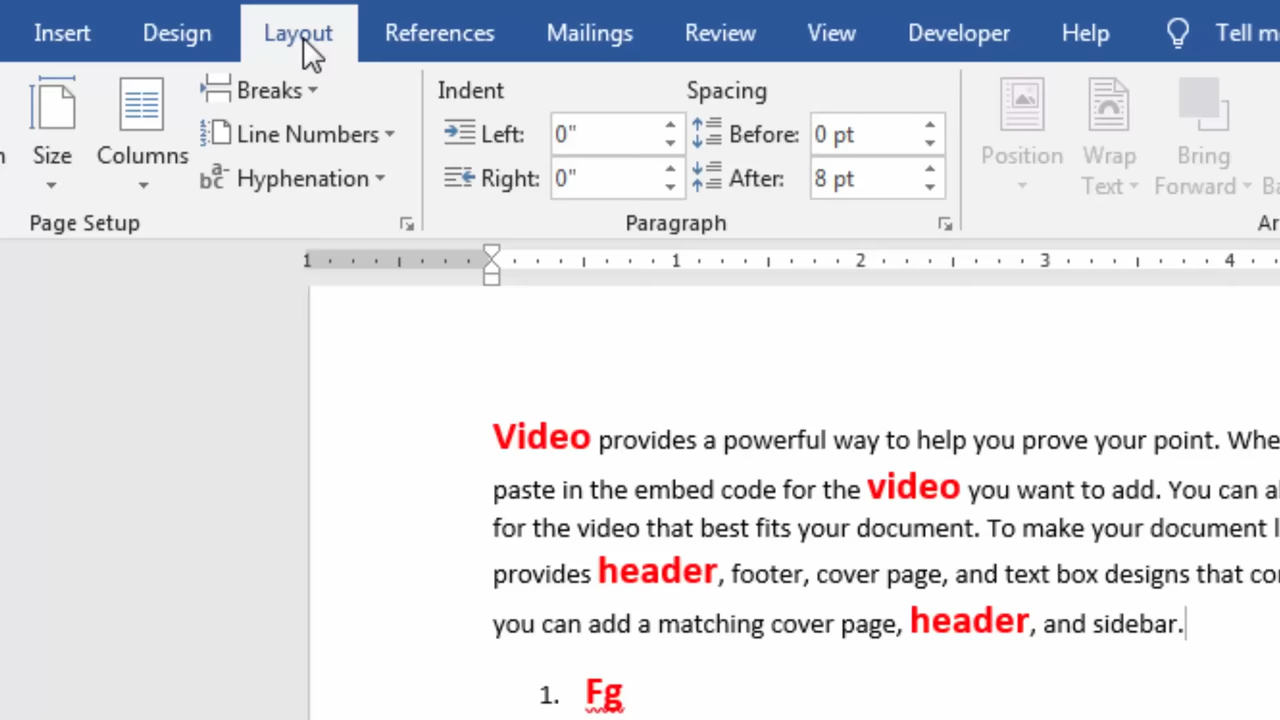 Insert Design Layout References Mailings Review View Developer Help Tell
Breaks Indent Spacing
Line Numbers Left: 0" Before: 0 pt
Size Columns Position Wrap Bring
Hyphenation Right: 0" After: 8 pt Text Forward
Page Setup Paragraph
1 1 2 3 4
Video provides a powerful way to help you prove your point. Whe
paste in the embed code for the video you want to add. You can al
for the video that best fits your document. To make your document l
provides header, footer, cover page, and text box designs that co
you can add a matching cover page, header, and sidebar.
1. Fg